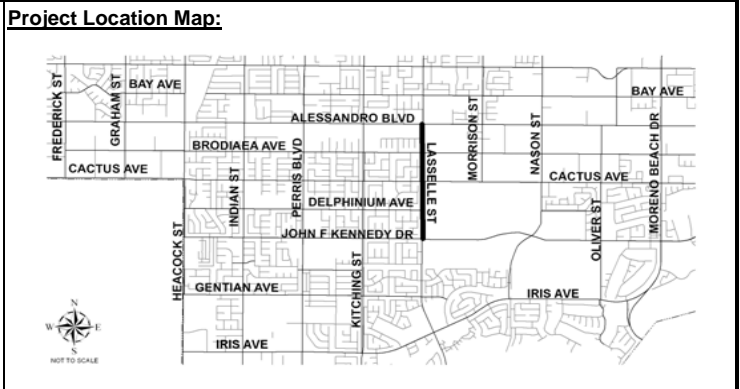 Project Location Map:
FREDERICK ST
GRAHAM ST
BAY AVE
BAY AVE
ALESSANDRO BLVD
BRODIAEA AVE
PERRIS BLVD
LASSELLE ST
MORRISON ST
NASON ST
MORENO BEACH DR
CACTUS AVE
CACTUS AVE
INDIAN ST
DELPHINIUM AVE
OLIVER ST
HEACOCK ST
JOHN F KENNEDY DR
KITCHING ST
GENTIAN AVE
IRIS AVE
N
W E
S
NOT TO SCALE
IRIS AVE